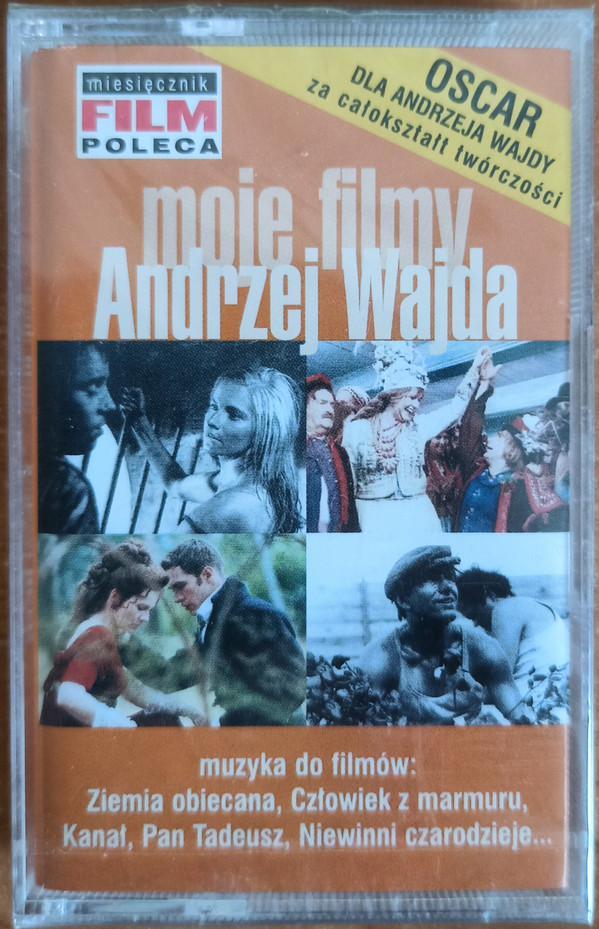 miesięcznik
FILM
POLECA
OSCAR
DLA ANDRZEJA WAJDY
za całokształt twórczości
moje filmy
Andrzej Wajda
muzyka do filmów:
Ziemia obiecana, Człowiek z marmuru,
Kanał, Pan Tadeusz, Niewinni czarodzieje...